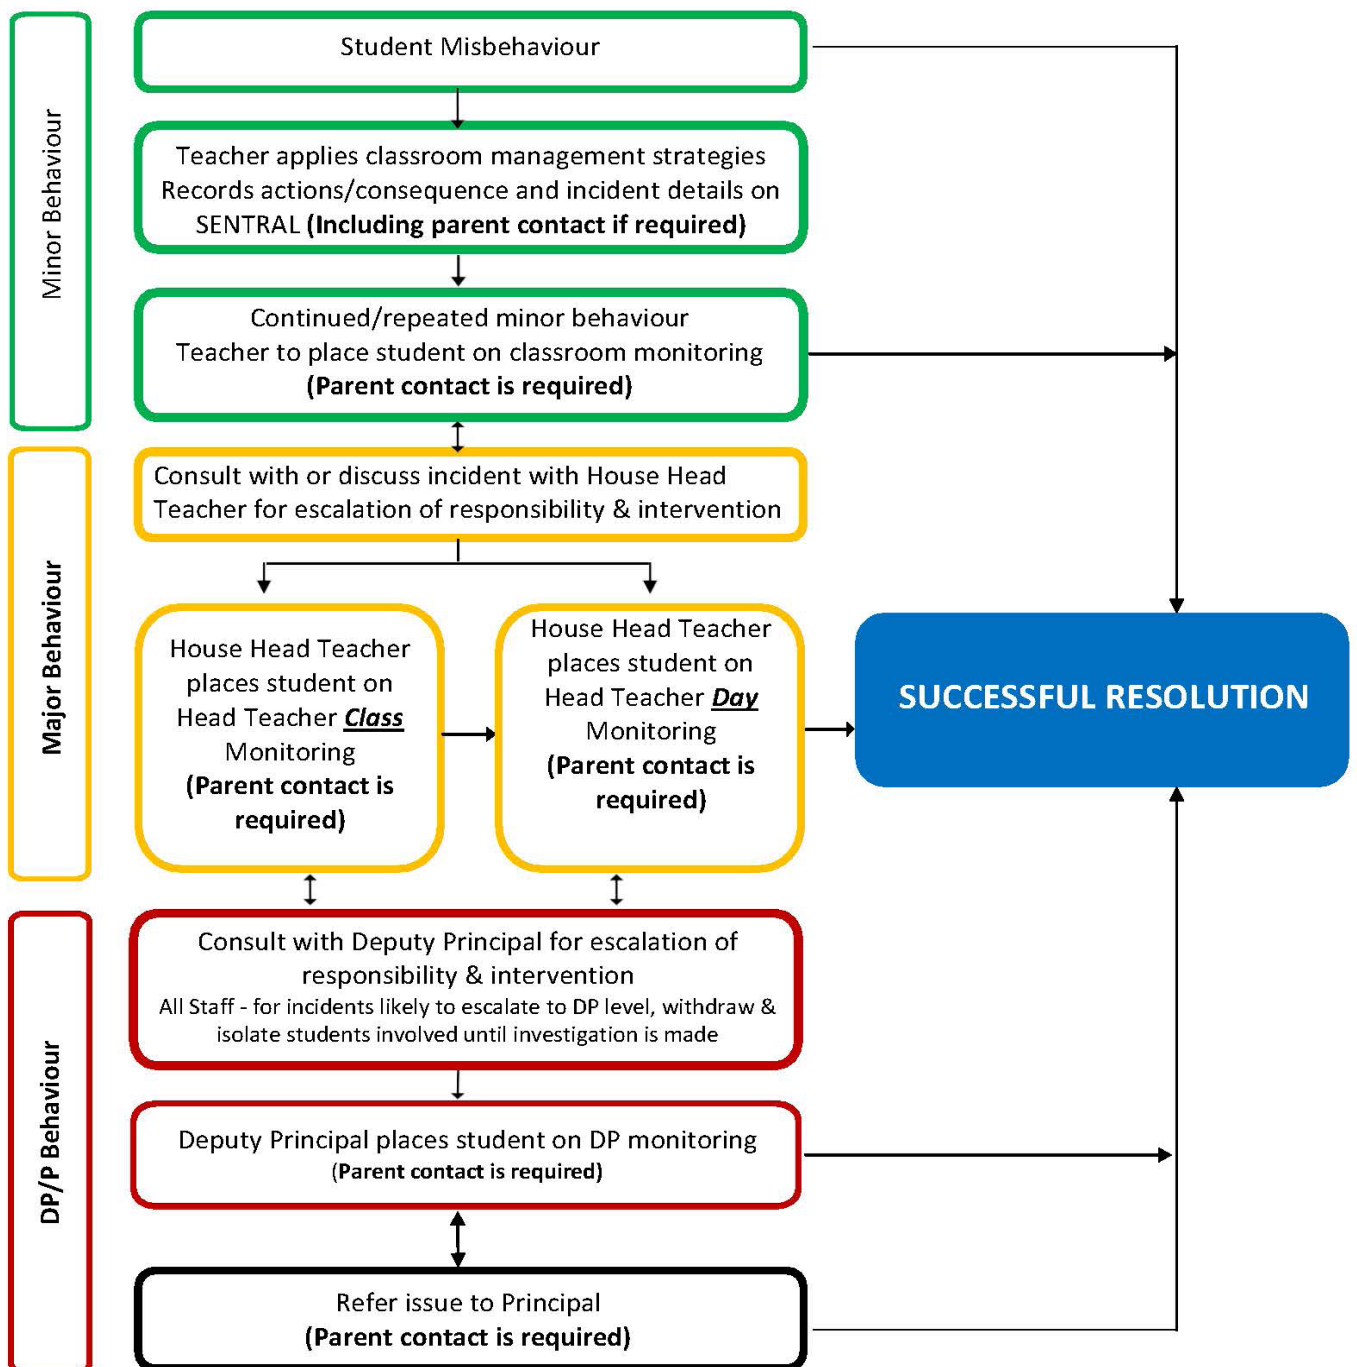 Minor Behaviour
Student Misbehaviour
Teacher applies classroom management strategies
Records actions/consequence and incident details on
SENTRAL (Including parent contact if required)
Continued/repeated minor behaviour
Teacher to place student on classroom monitoring
(Parent contact is required)
Major Behaviour
Consult with or discuss incident with House Head
Teacher for escalation of responsibility & intervention
House Head Teacher
places student on
Head Teacher Class
Monitoring
(Parent contact is
required)
House Head Teacher
places student on
Head Teacher Day
Monitoring
(Parent contact is
required)
SUCCESSFUL RESOLUTION
DP/P Behaviour
Consult with Deputy Principal for escalation of
responsibility & intervention
All Staff - for incidents likely to escalate to DP level, withdraw &
isolate students involved until investigation is made
Deputy Principal places student on DP monitoring
(Parent contact is required)
Refer issue to Principal
(Parent contact is required)